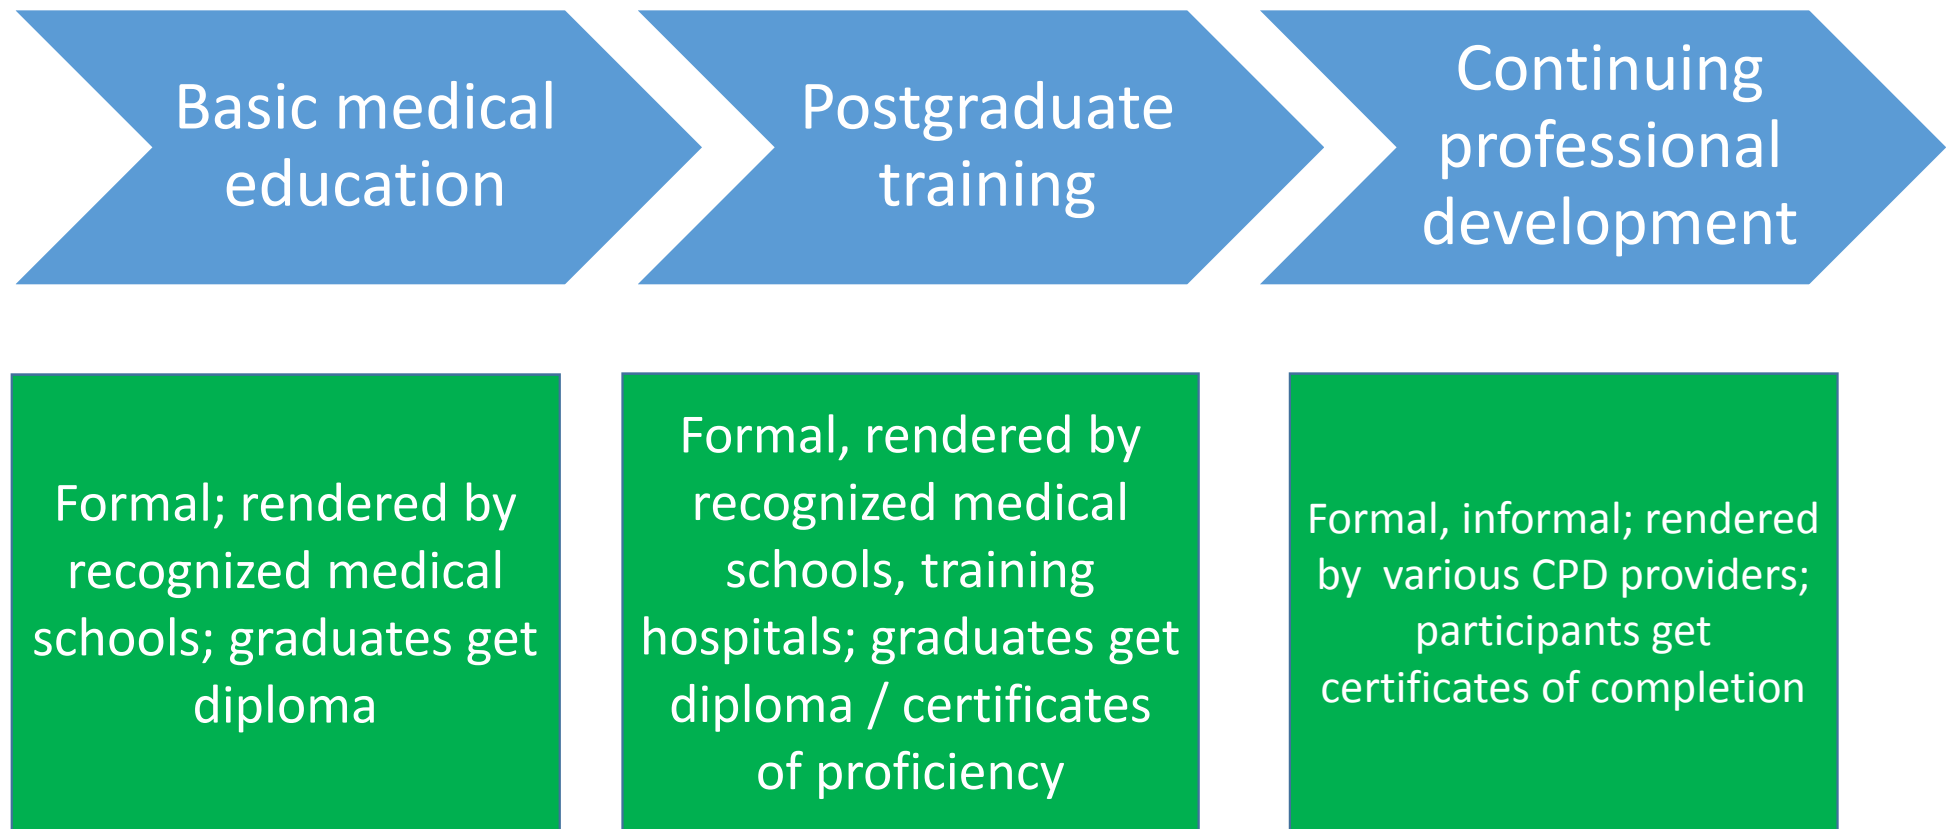 Basic medical
education
Postgraduate
training
Continuing
professional
development
Formal; rendered by
recognized medical
schools; graduates get
diploma
Formal, rendered by
recognized medical
schools, training
hospitals; graduates get
diploma / certificates
of proficiency
Formal, informal; rendered
by  various CPD providers;
participants get
certificates of completion